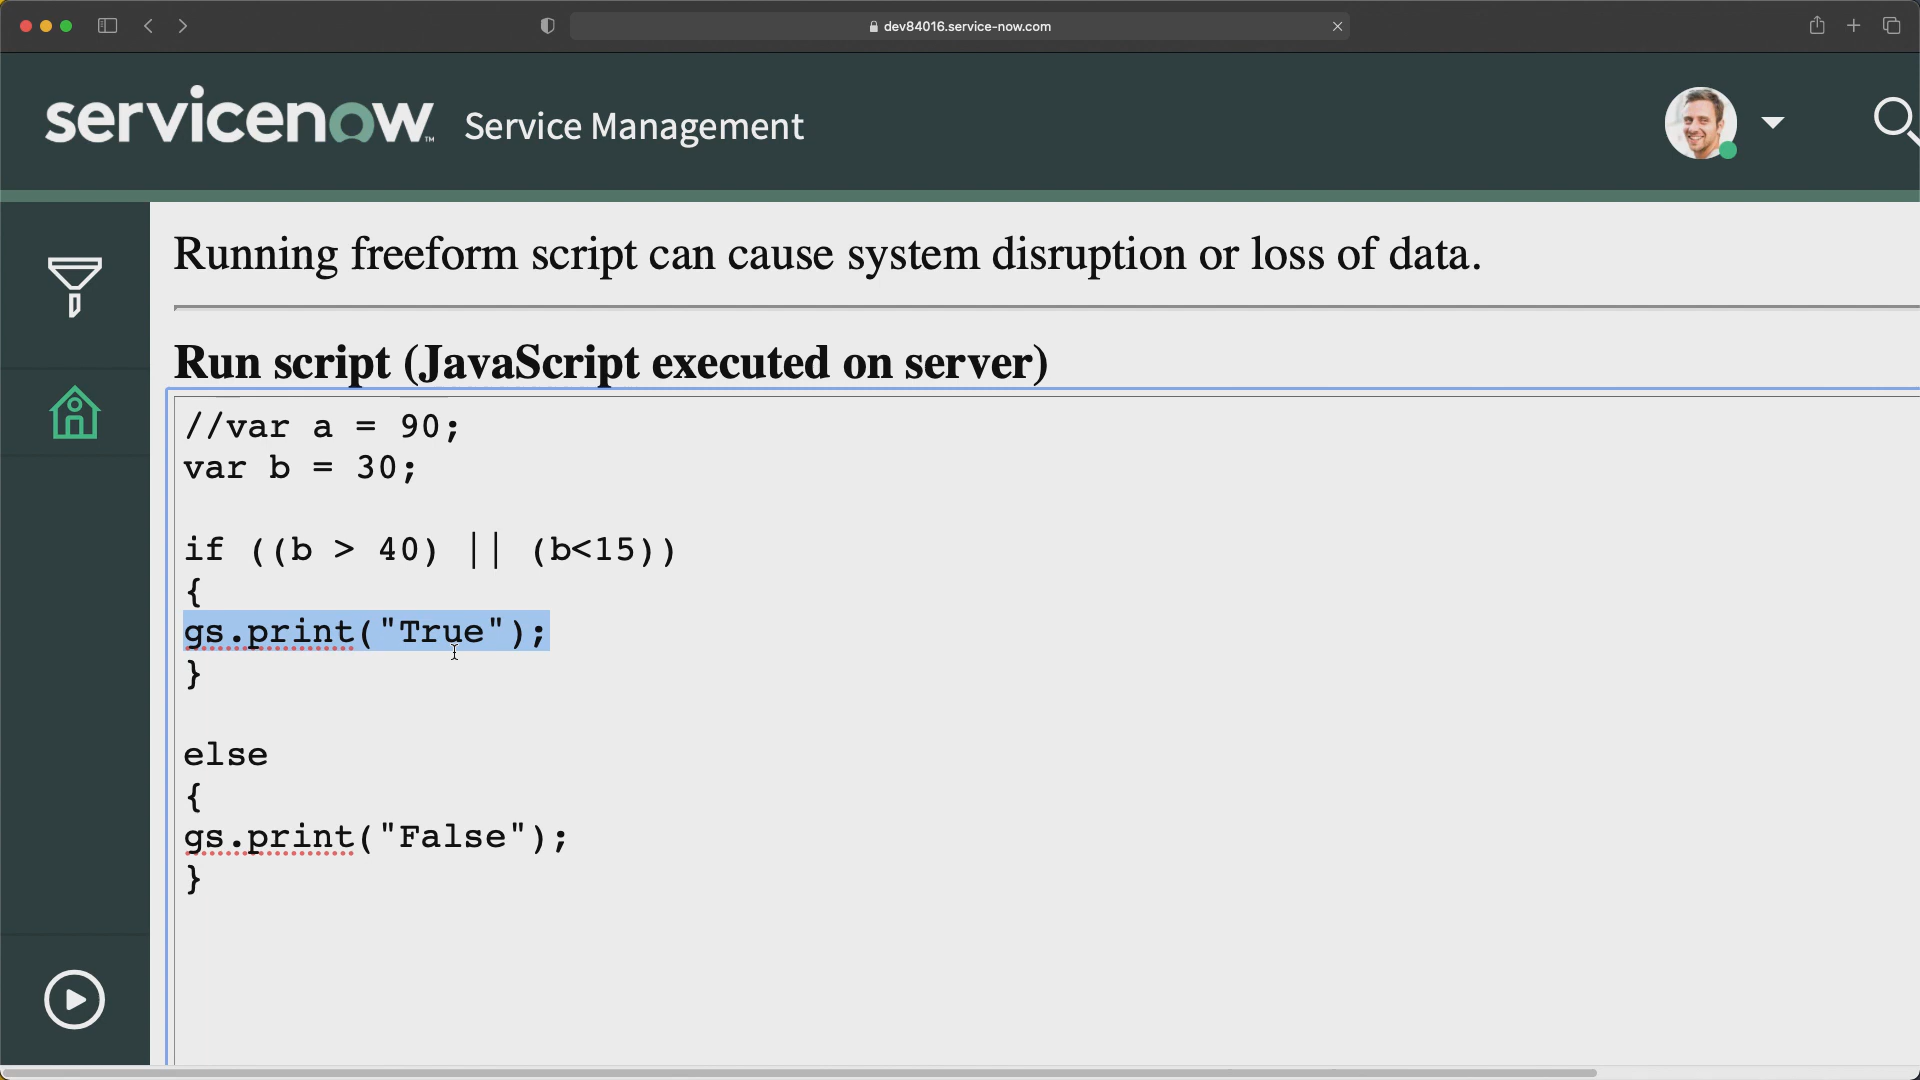 dev84016.service-now.com
servicenow™ Service Management
Running freeform script can cause system disruption or loss of data.
Run script (JavaScript executed on server)
//var a = 90;
var b = 30;
if ((b > 40) || (b<15))
{
gs.print("True");
}
else
{
gs.print("False");
}